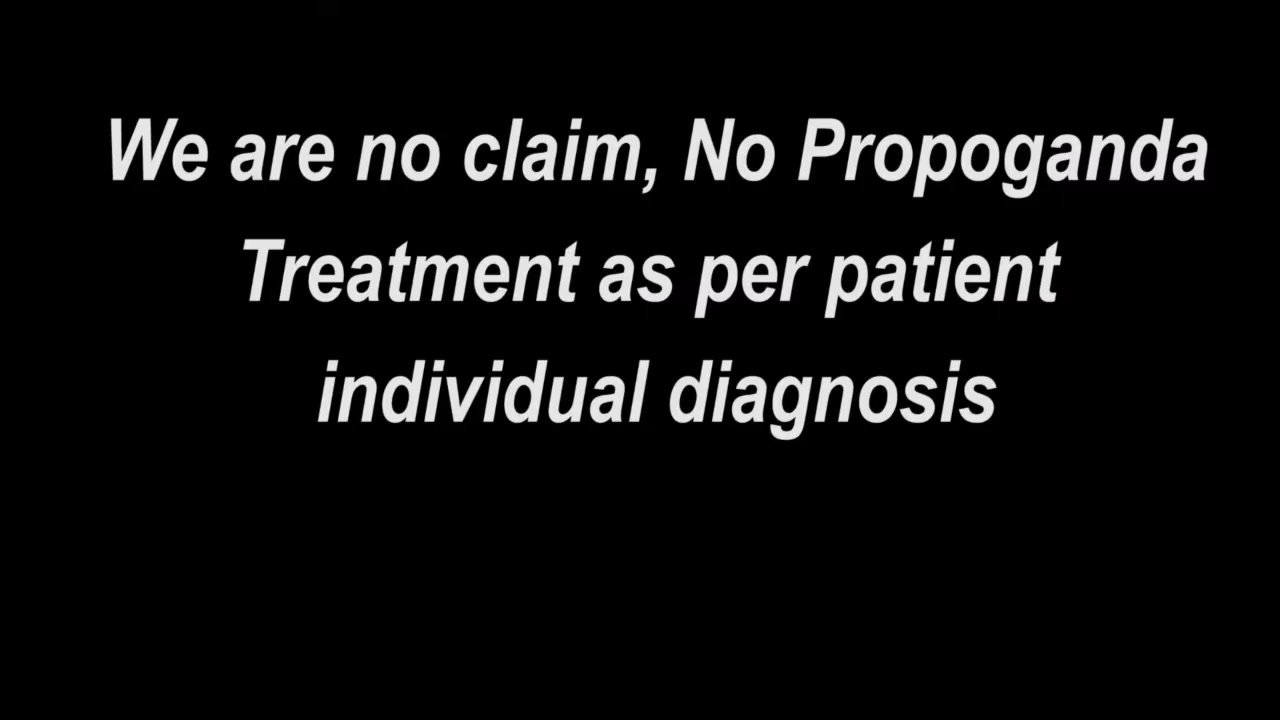 We are no claim, No Propoganda
Treatment as per patient
individual diagnosis